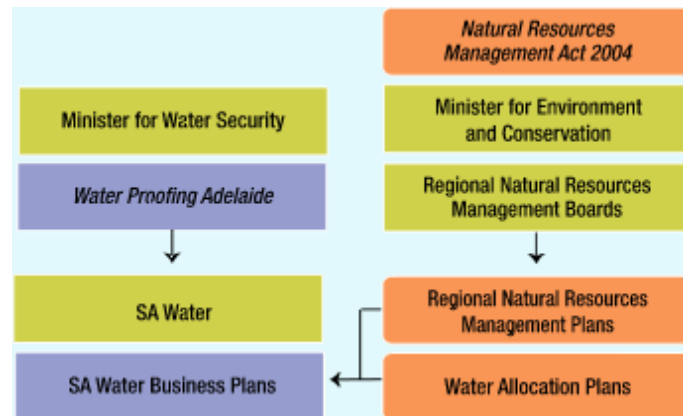 Natural Resources
Management Act 2004
Minister for Water Security
Minister for Environment
and Conservation
Water Proofing Adelaide
Regional Natural Resources
Management Boards
SA Water
Regional Natural Resources
Management Plans
SA Water Business Plans
Water Allocation Plans